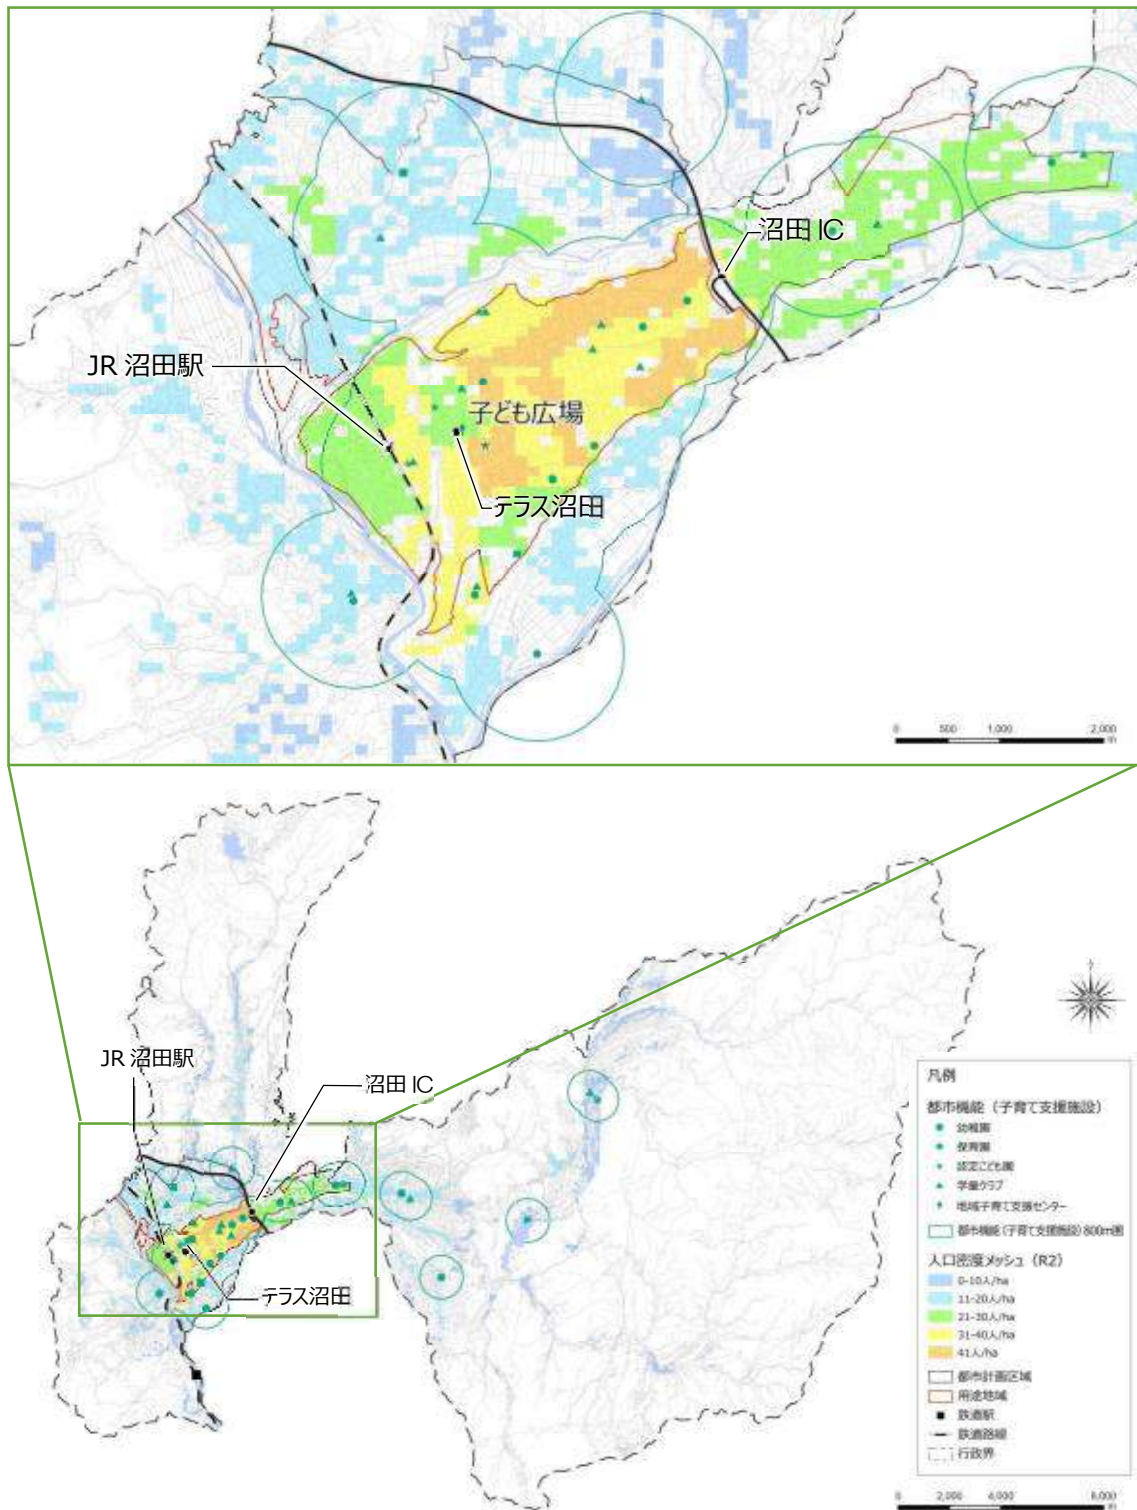 沼田 IC
JR 沼田駅
子ども広場
テラス沼田
0 500 1,000 2,000
m
JR 沼田駅
沼田 IC
テラス沼田
凡例
都市機能（子育て支援施設）
幼稚園
保育園
認定こども園
学童クラブ
地域子育て支援センター
都市機能（子育て支援施設）800m圏
人口密度メッシュ（R2）
0-10人/ha
11-20人/ha
21-30人/ha
31-40人/ha
41人/ha
都市計画区域
用途地域
鉄道駅
鉄道路線
行政界
0 2,000 4,000 8,000
m